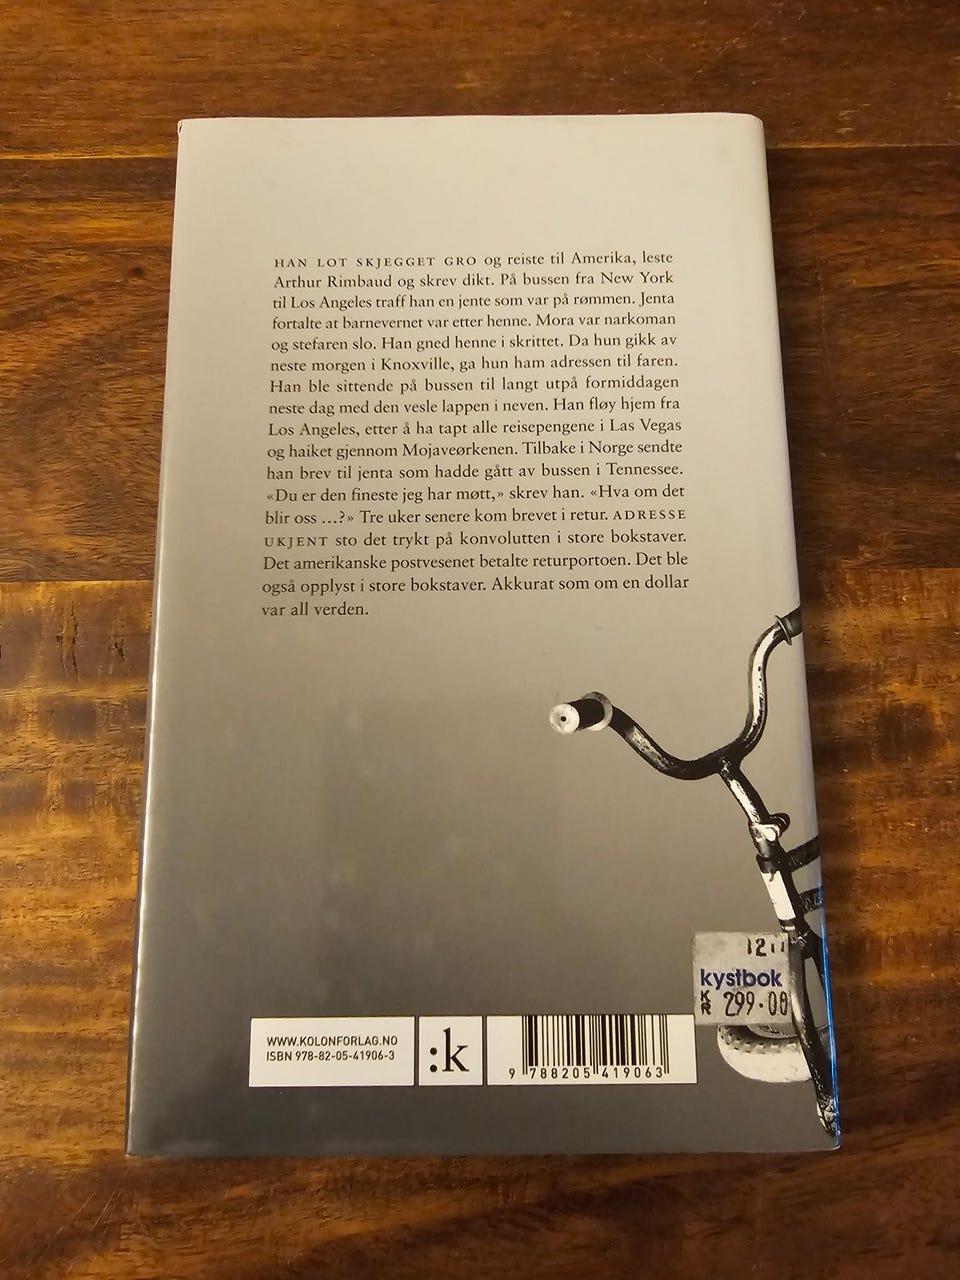 HAN LOT SKJEGGET GRO og reiste til Amerika, leste
Arthur Rimbaud og skrev dikt. På bussen fra New York
til Los Angeles traff han en jente som var på rømmen. Jenta
fortalte at barnevernet var etter henne. Mora var narkoman
og stefaren slo. Han gned henne i skrittet. Da hun gikk av
neste morgen i Knoxville, ga hun ham adressen til faren.
Han ble sittende på bussen til langt utpå formiddagen
neste dag med den vesle lappen i neven. Han fløy hjem fra
Los Angeles, etter å ha tapt alle reisepengene i Las Vegas
og haiket gjennom Mojaveørkenen. Tilbake i Norge sendte
han brev til jenta som hadde gått av bussen i Tennessee.
«Du er den fineste jeg har møtt,» skrev han. «Hva om det
blir oss …?» Tre uker senere kom brevet i retur. ADRESSE
UKJENT sto det trykt på konvolutten i store bokstaver.
Det amerikanske postvesenet betalte returportoen. Det ble
også opplyst i store bokstaver. Akkurat som om en dollar
var all verden.
kystbok
KR 299.00
WWW.KOLONFORLAG.NO
ISBN 978-82-05-41906-3
:k
9 788205 419063